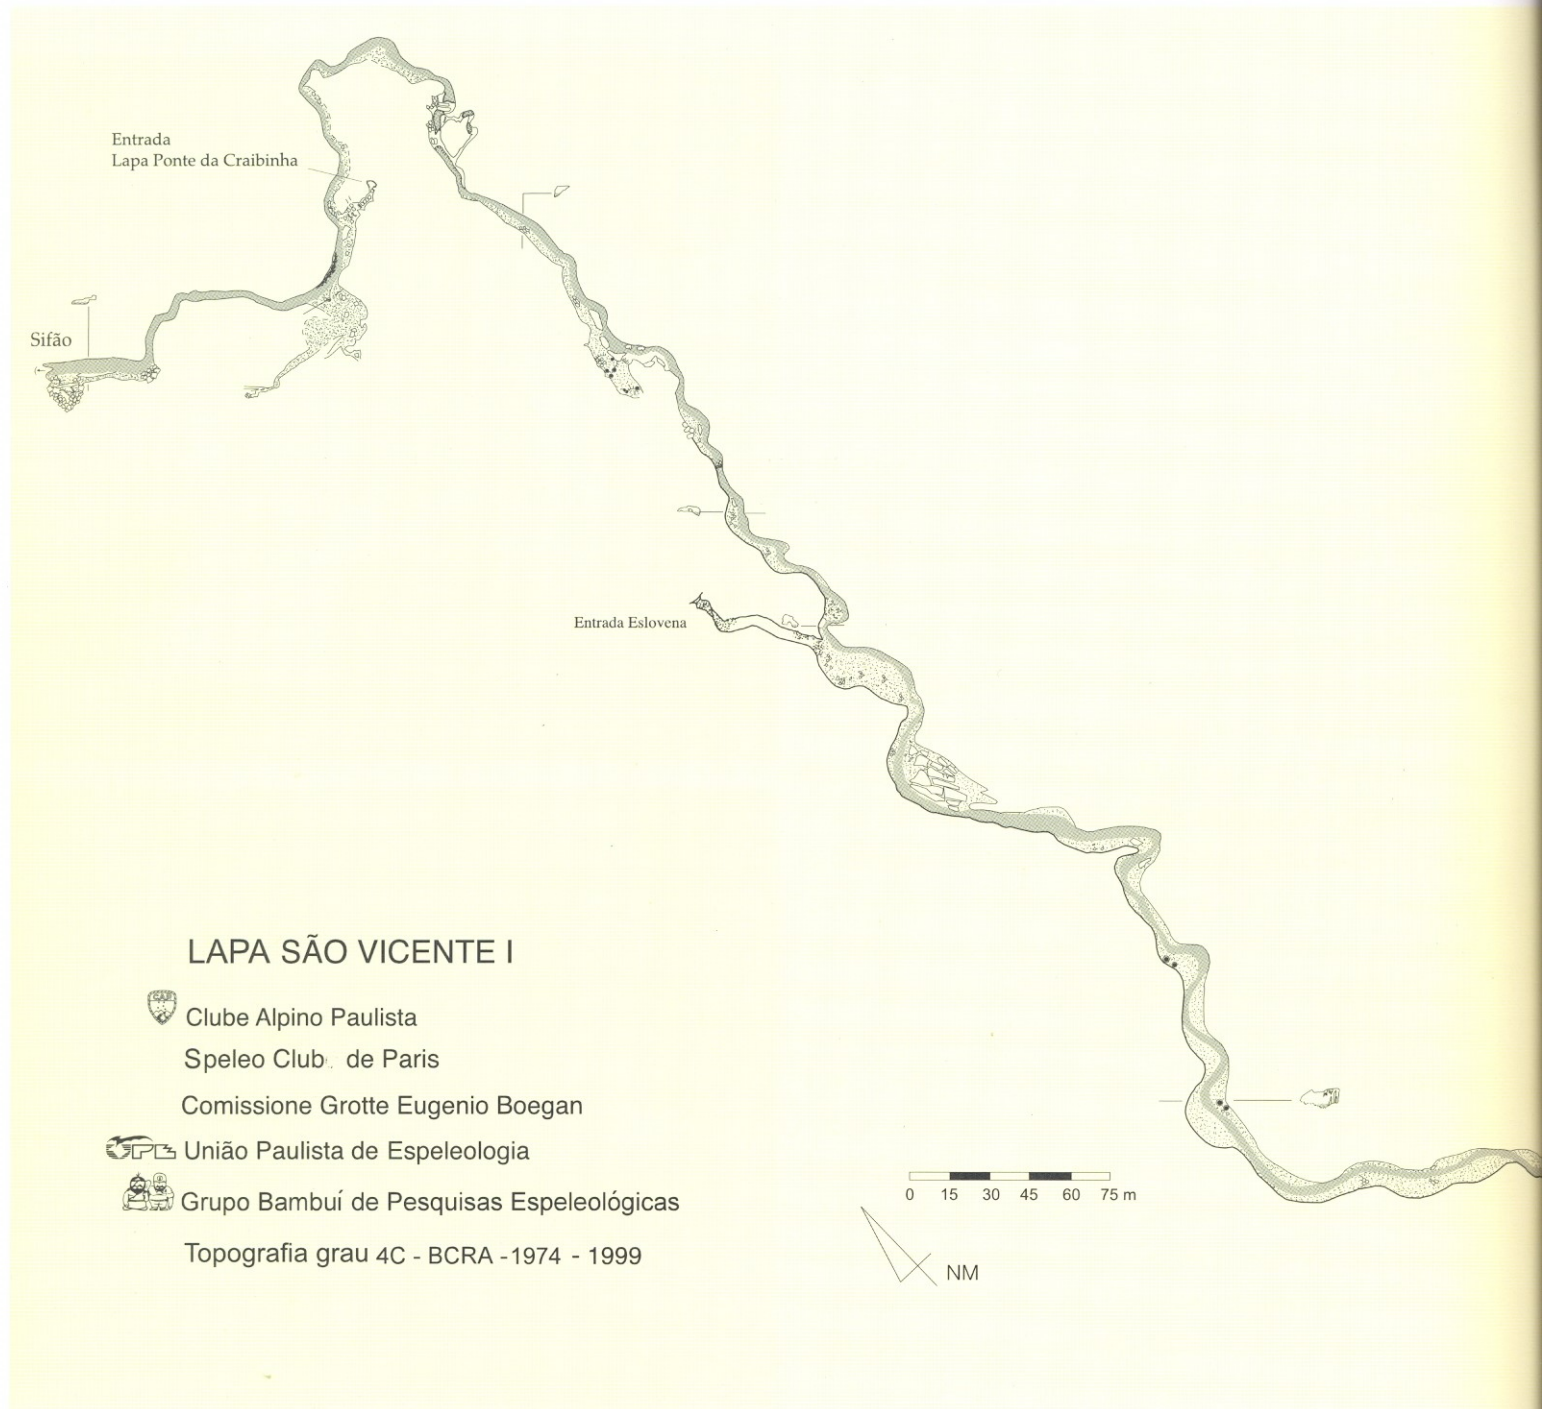 Entrada
Lapa Ponte da Craibinha
Sifão
Entrada Eslovena
LAPA SÃO VICENTE I
CAP
Clube Alpino Paulista
Speleo Club de Paris
Comissione Grotte Eugenio Boegan
UPE União Paulista de Espeleologia
Grupo Bambuí de Pesquisas Espeleológicas
Topografia grau 4C - BCRA -1974 - 1999
0 15 30 45 60 75 m
NM